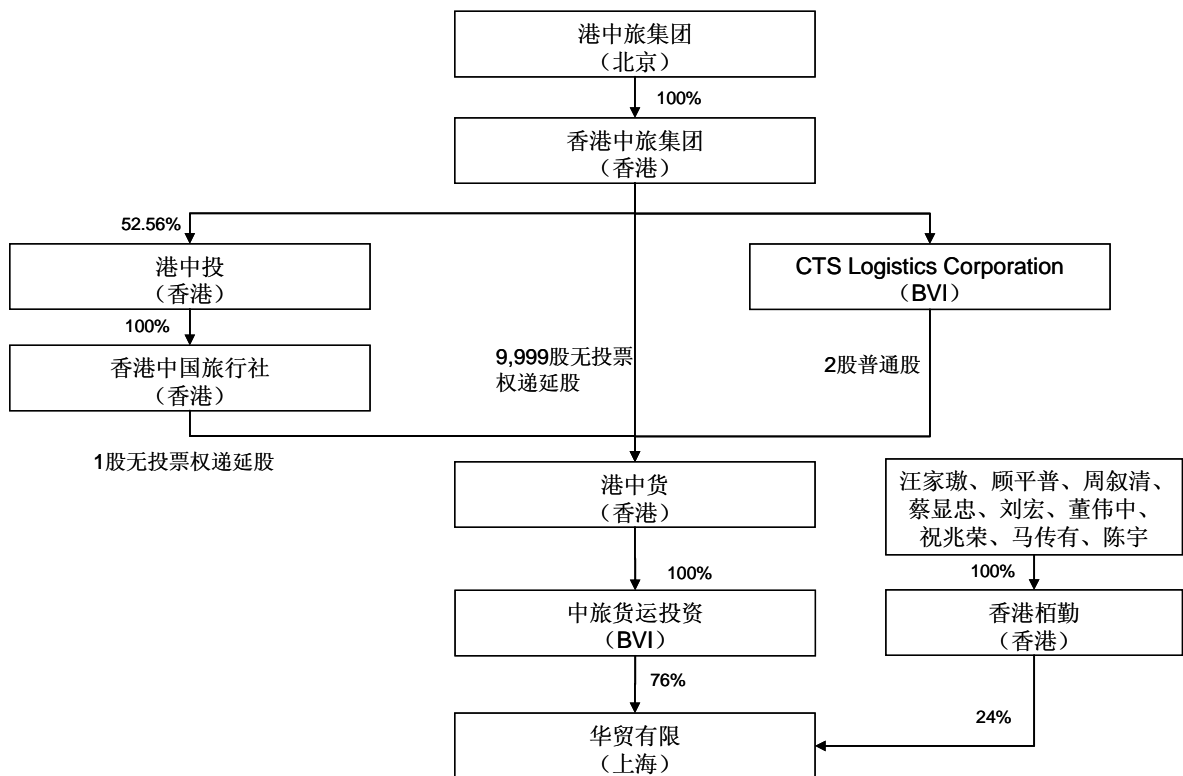 港中旅集团
（北京）
100%
香港中旅集团
（香港）
52.56%
港中投
（香港）
CTS Logistics Corporation
（BVI）
100%
香港中国旅行社
（香港）
9,999股无投票
权递延股
2股普通股
1股无投票权递延股
港中货
（香港）
汪家璈、顾平普、周叙清、
蔡显忠、刘宏、董伟中、
祝兆荣、马传有、陈宇
100%
100%
中旅货运投资
（BVI）
香港栢勤
（香港）
76%
24%
华贸有限
（上海）